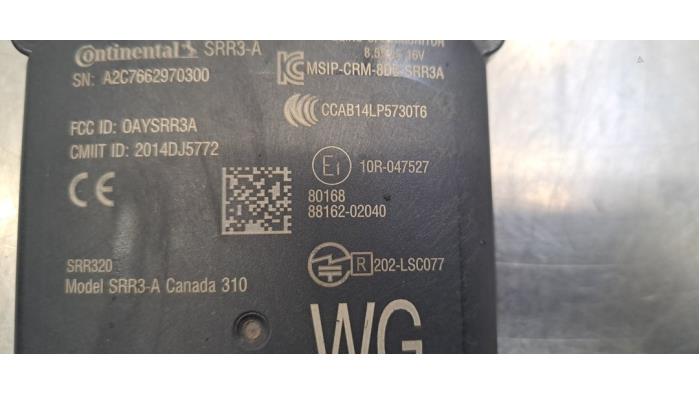 Continental SRR3-A
SN: A2C7662970300
8.5 16V
MSIP-CRM-8DB-SRR3A
CCAB14LP5730T6
FCC ID: OAYSRR3A
CMIIT ID: 2014DJ5772
CE
E1 10R-047527
80168
88162-02040
R 202-LSC077
SRR320
Model SRR3-A Canada 310
WG